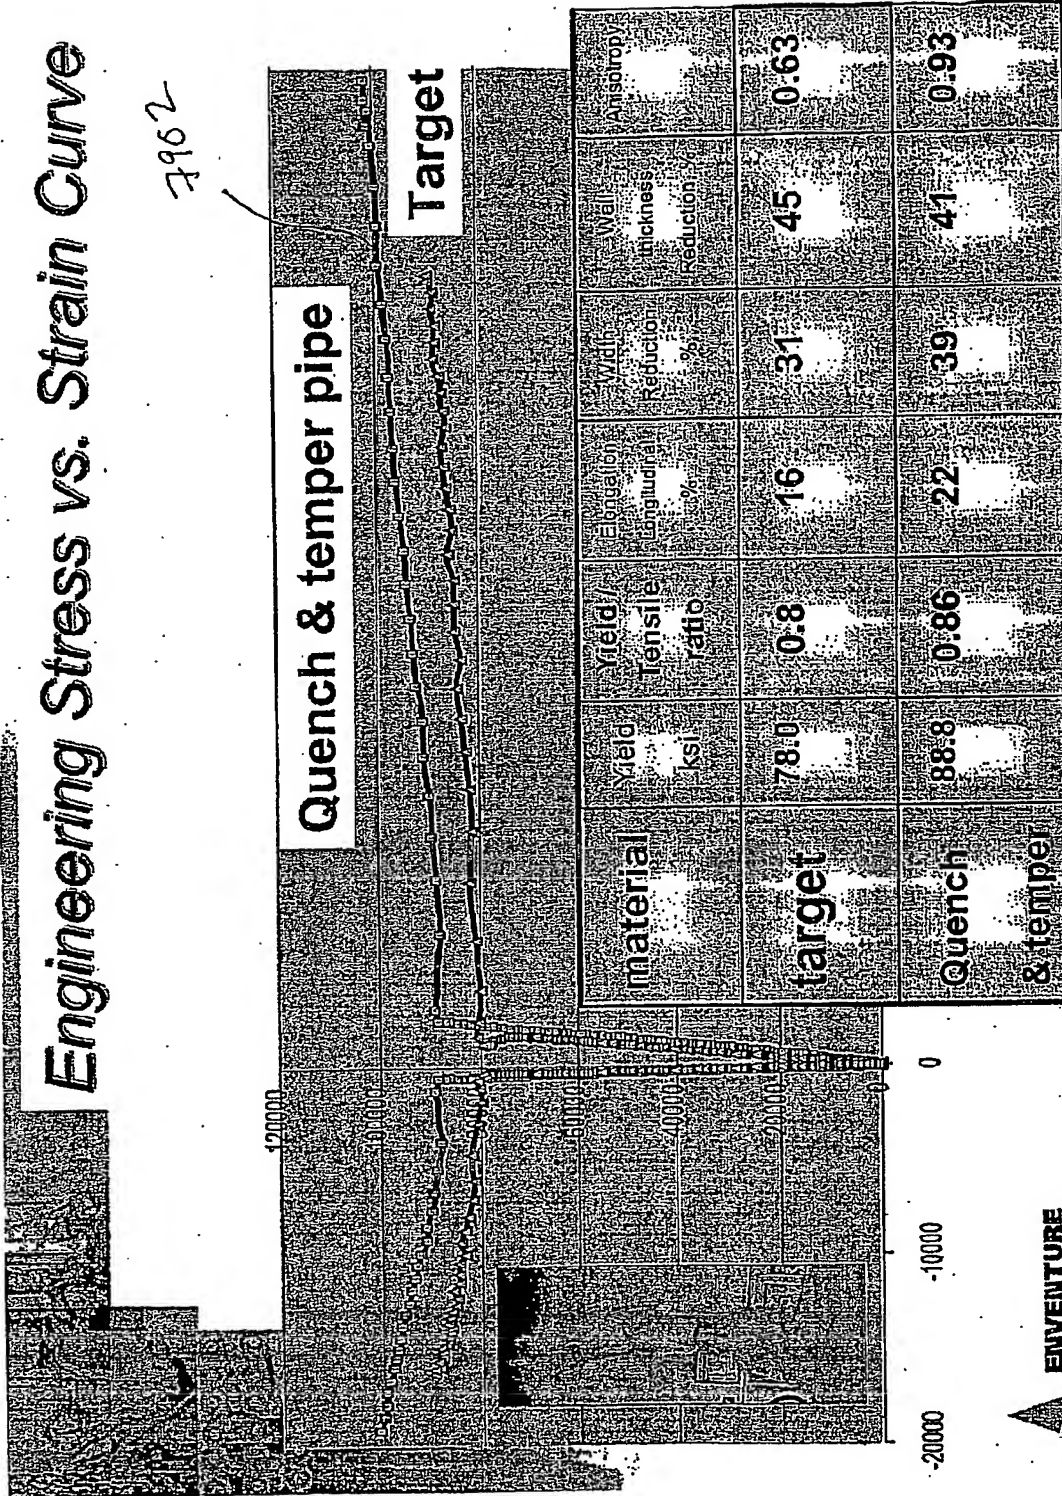 Engineering Stress vs. Strain Curve
7902
Quench & temper pipe
Target
120000
0
-10000
-20000
material
Yield
ksi
Yield /
Tensile
ratio
Elongation
Longitudinal
%
Width
Reduction
%
Wall
thickness
Reduction %
Anisotropy
target
78.0
0.8
16
31
45
0.63
Quench
& temper
88.8
0.86
22
39
41
0.93
ENVENTURE